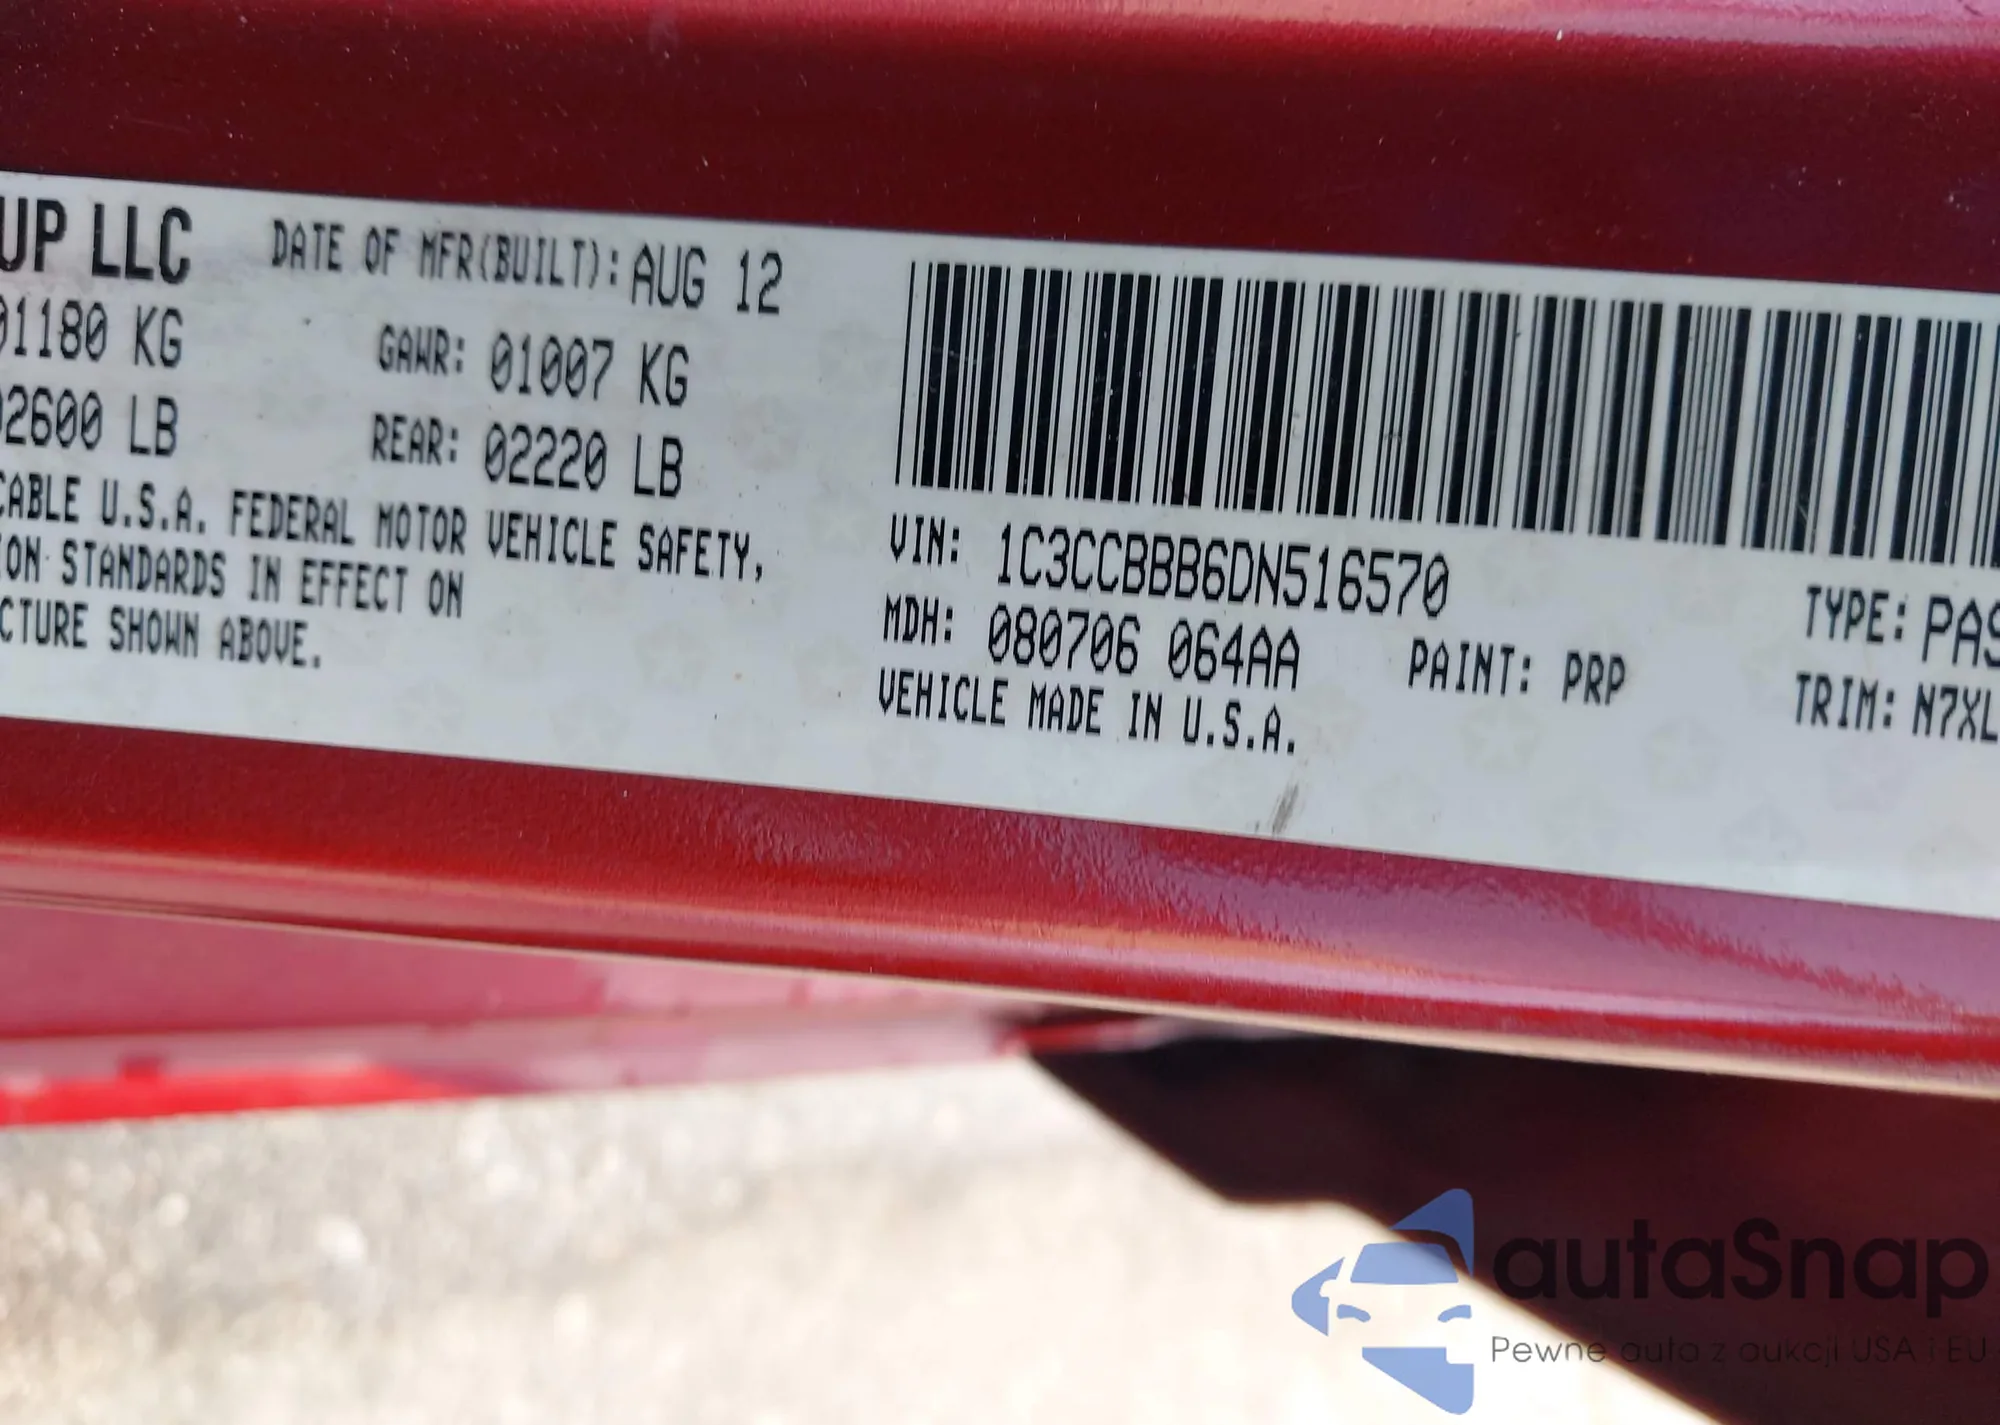 UP LLC DATE OF MFR(BUILT): AUG 12
01180 KG GAWR: 01007 KG
02600 LB REAR: 02220 LB
CABLE U.S.A. FEDERAL MOTOR VEHICLE SAFETY,
ION STANDARDS IN EFFECT ON
CTURE SHOWN ABOVE.
VIN: 1C3CCBBB6DN516570
MDH: 080706 064AA PAINT: PRP
VEHICLE MADE IN U.S.A.
TYPE: PAS
TRIM: N7XL
autaSnap
Pewne auta z aukcji USA i EU